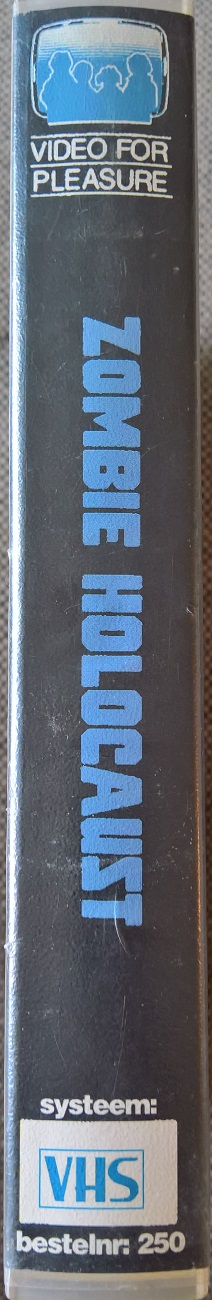 VIDEO FOR
PLEASURE
ZOMBIE HOLOCAUST
systeem:
VHS
bestelnr: 250